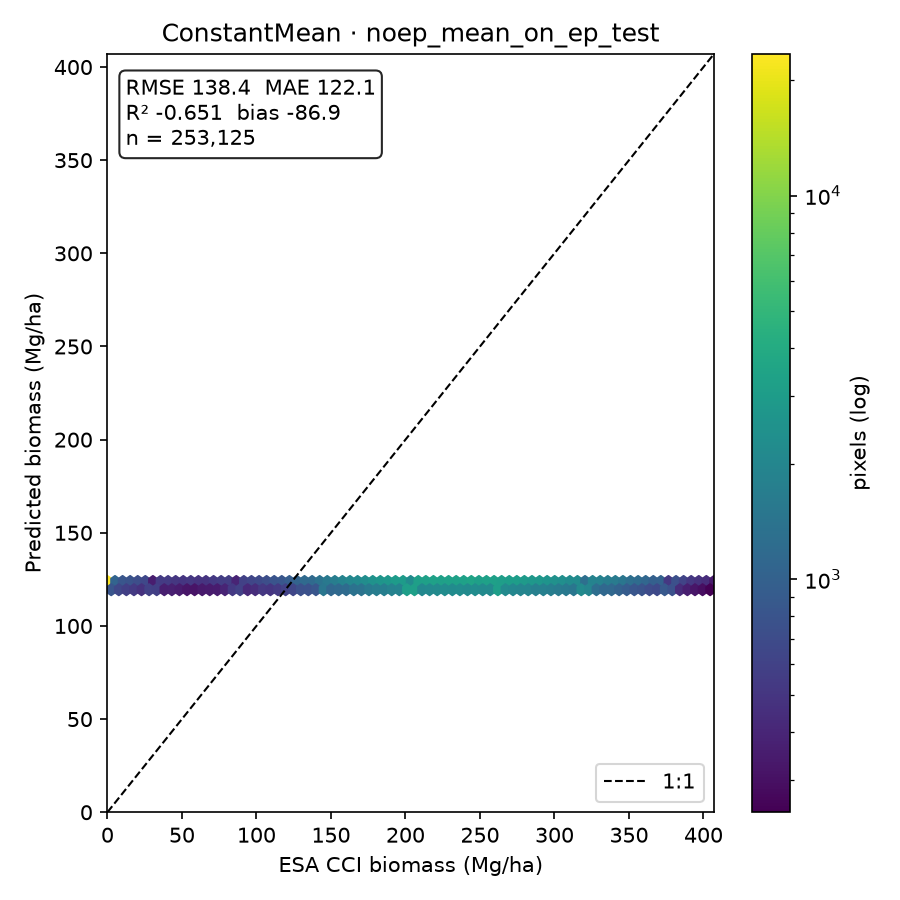 ConstantMean · noep_mean_on_ep_test
RMSE 138.4 MAE 122.1
R² -0.651 bias -86.9
n = 253,125
400
350
300
250
200
150
100
50
0
Predicted biomass (Mg/ha)
0 50 100 150 200 250 300 350 400
ESA CCI biomass (Mg/ha)
1:1
10⁴
10³
pixels (log)